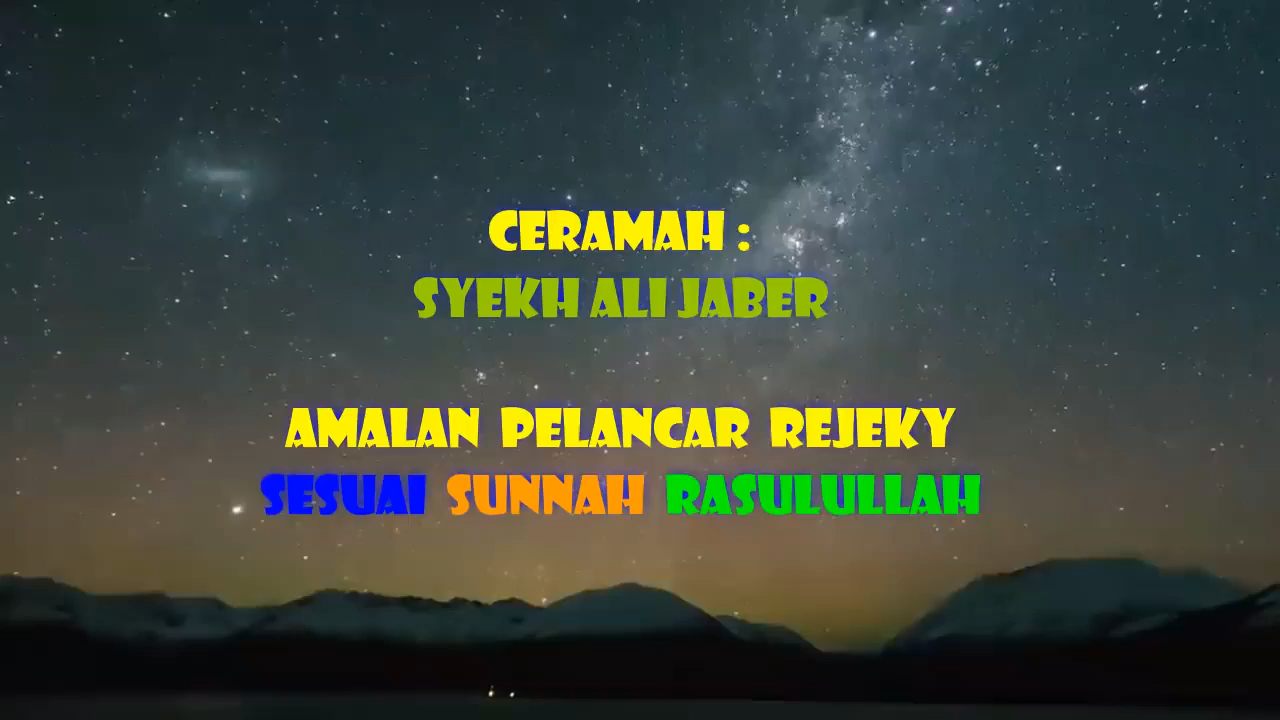 CERAMAH :
SYEKH ALI JABER
AMALAN PELANCAR REJEKY
SESUAI SUNNAH RASULULLAH